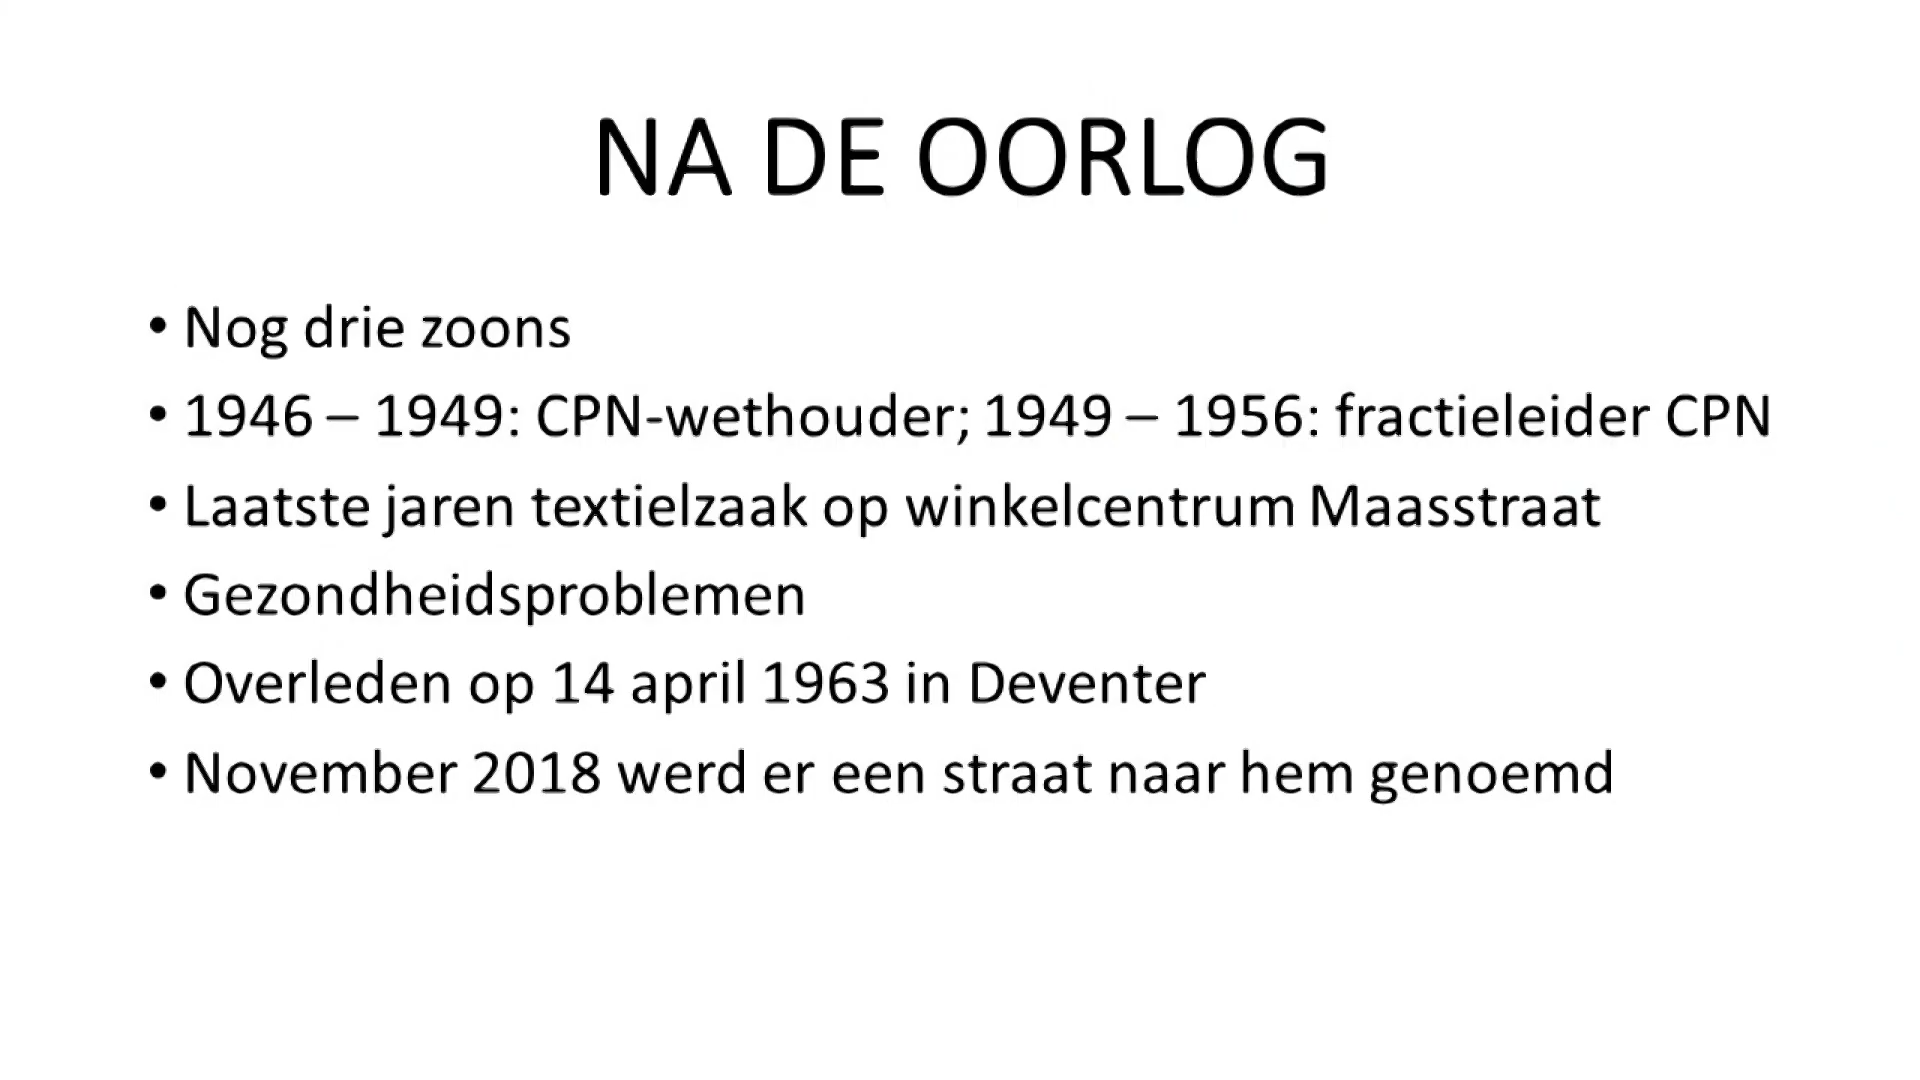 NA DE OORLOG
• Nog drie zoons
• 1946 – 1949: CPN-wethouder; 1949 – 1956: fractieleider CPN
• Laatste jaren textielzaak op winkelcentrum Maasstraat
• Gezondheidsproblemen
• Overleden op 14 april 1963 in Deventer
• November 2018 werd er een straat naar hem genoemd